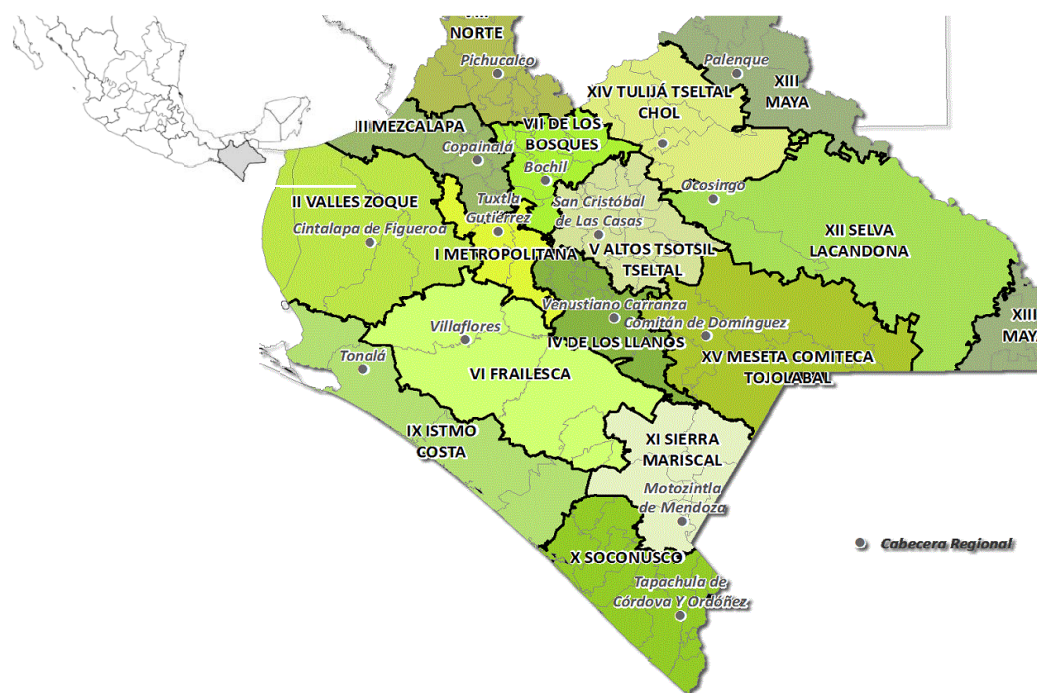 NORTE
Pichucalco
Palenque
XIII
MAYA
XIV TULIJÁ TSELTAL
CHOL
III MEZCALAPA
Copainalá
VII DE LOS
BOSQUES
Bochil
Ocosingo
II VALLES ZOQUE
Cintalapa de Figueroa
Tuxtla
Gutiérrez
San Cristóbal
de Las Casas
I METROPOLITANA
V ALTOS TSOTSIL
TSELTAL
XII SELVA
LACANDONA
Venustiano Carranza
Comitán de Domínguez
XIII
MAY
Villaflores
IV DE LOS LLANOS
Tonalá
VI FRAILESCA
XV MESETA COMITECA
TOJOLABAL
IX ISTMO
COSTA
XI SIERRA
MARISCAL
Motozintla
de Mendoza
Cabecera Regional
X SOCONUSCO
Tapachula de
Córdova Y Ordóñez